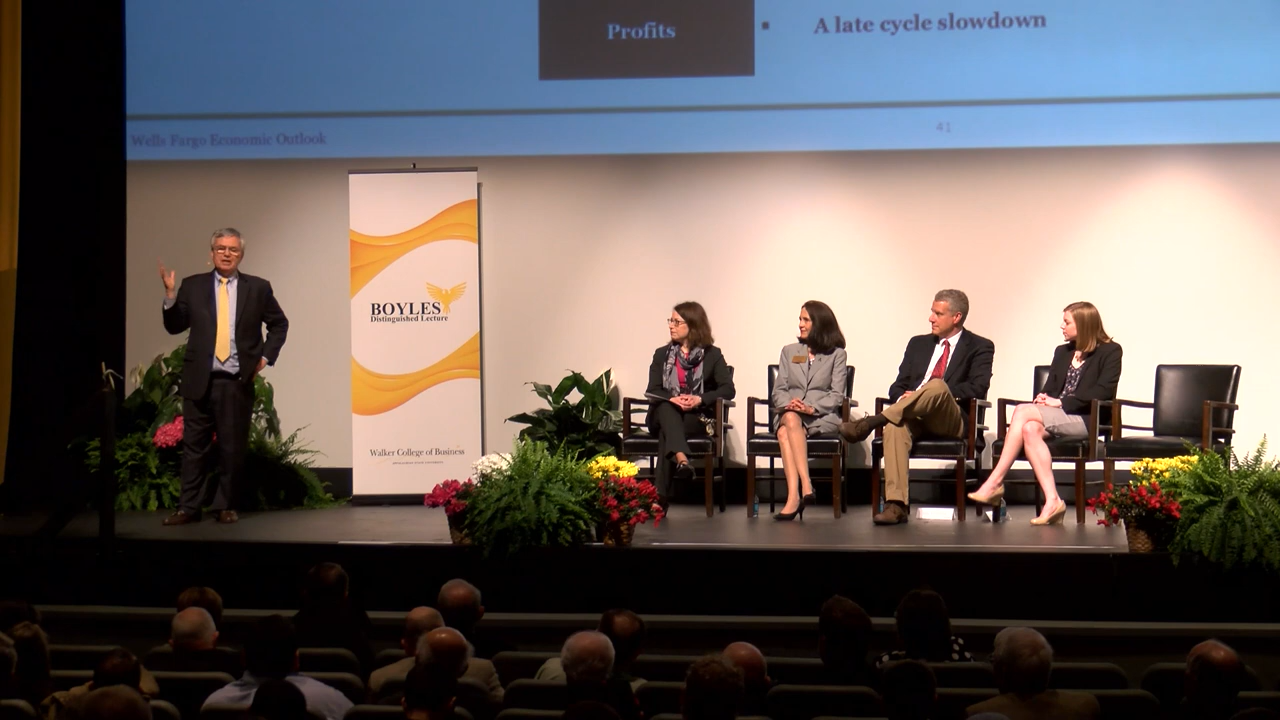 Profits
▪ A late cycle slowdown
Wells Fargo Economic Outlook
41
BOYLES
Distinguished Lecture
Walker College of Business